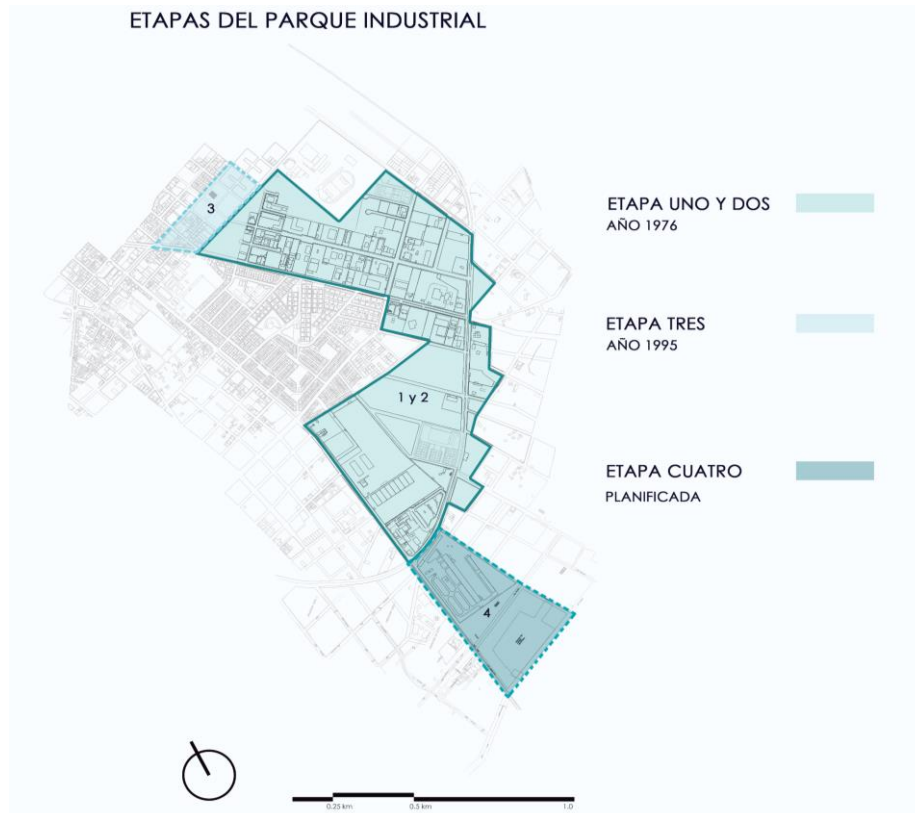 ETAPAS DEL PARQUE INDUSTRIAL
3
1 y 2
4
ETAPA UNO Y DOS
AÑO 1976
ETAPA TRES
AÑO 1995
ETAPA CUATRO
PLANIFICADA
0.25 km
0.5 km
1.0